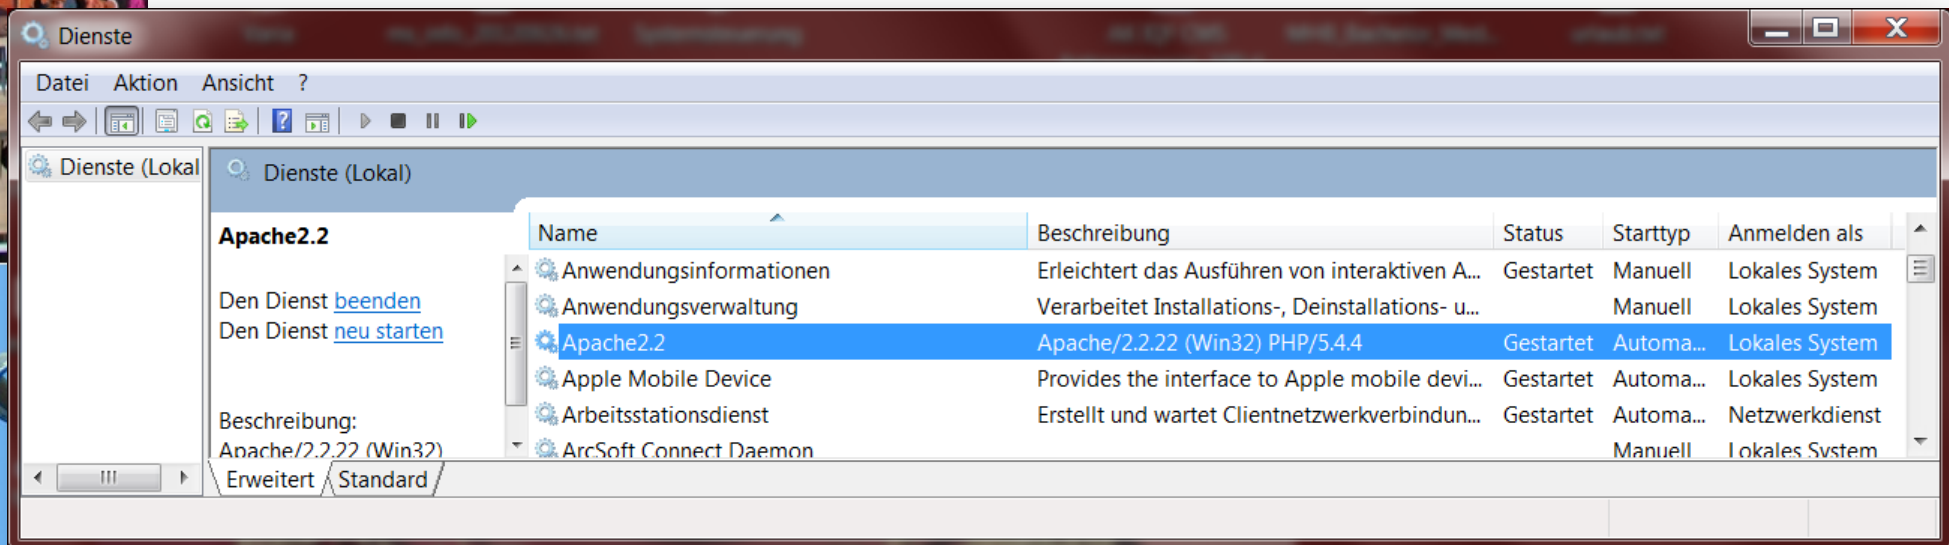 Dienste
Datei Aktion Ansicht ?
Dienste (Lokal
Dienste (Lokal)
Apache2.2
Den Dienst beenden
Den Dienst neu starten
Beschreibung:
Apache/2.2.22 (Win32)
Name Beschreibung Status Starttyp Anmelden als
Anwendungsinformationen Erleichtert das Ausführen von interaktiven A... Gestartet Manuell Lokales System
Anwendungsverwaltung Verarbeitet Installations-, Deinstallations- u... Manuell Lokales System
Apache2.2 Apache/2.2.22 (Win32) PHP/5.4.4 Gestartet Automa... Lokales System
Apple Mobile Device Provides the interface to Apple mobile devi... Gestartet Automa... Lokales System
Arbeitsstationsdienst Erstellt und wartet Clientnetzwerkverbindun... Gestartet Automa... Netzwerkdienst
ArcSoft Connect Daemon Manuell Lokales System
Erweitert Standard